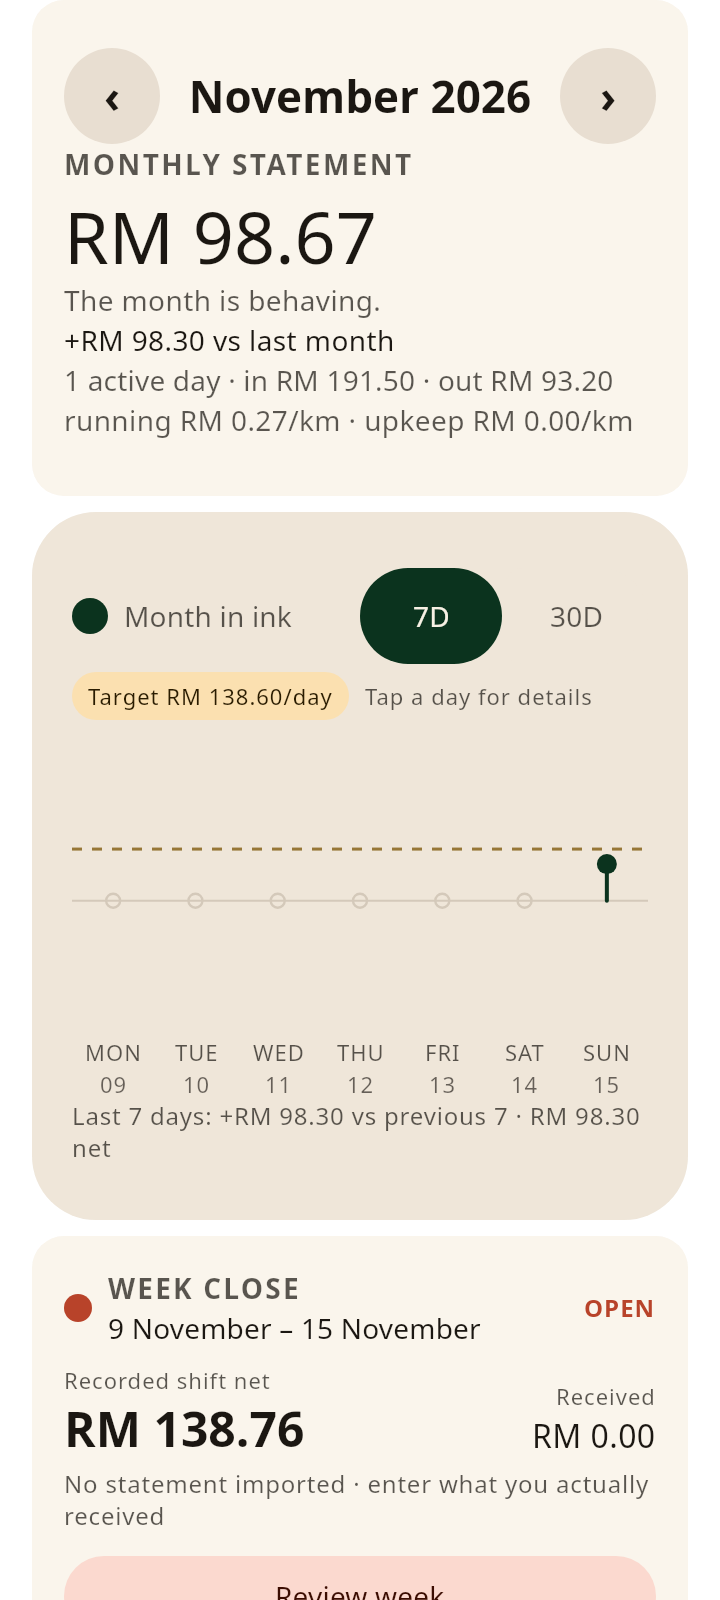 ‹ November 2026 ›
MONTHLY STATEMENT
RM 98.67
The month is behaving.
+RM 98.30 vs last month
1 active day · in RM 191.50 · out RM 93.20
running RM 0.27/km · upkeep RM 0.00/km
Month in ink 7D 30D
Target RM 138.60/day Tap a day for details
MON TUE WED THU FRI SAT SUN
09 10 11 12 13 14 15
Last 7 days: +RM 98.30 vs previous 7 · RM 98.30
net
WEEK CLOSE
9 November – 15 November
OPEN
Recorded shift net
RM 138.76
Received
RM 0.00
No statement imported · enter what you actually
received
Review week